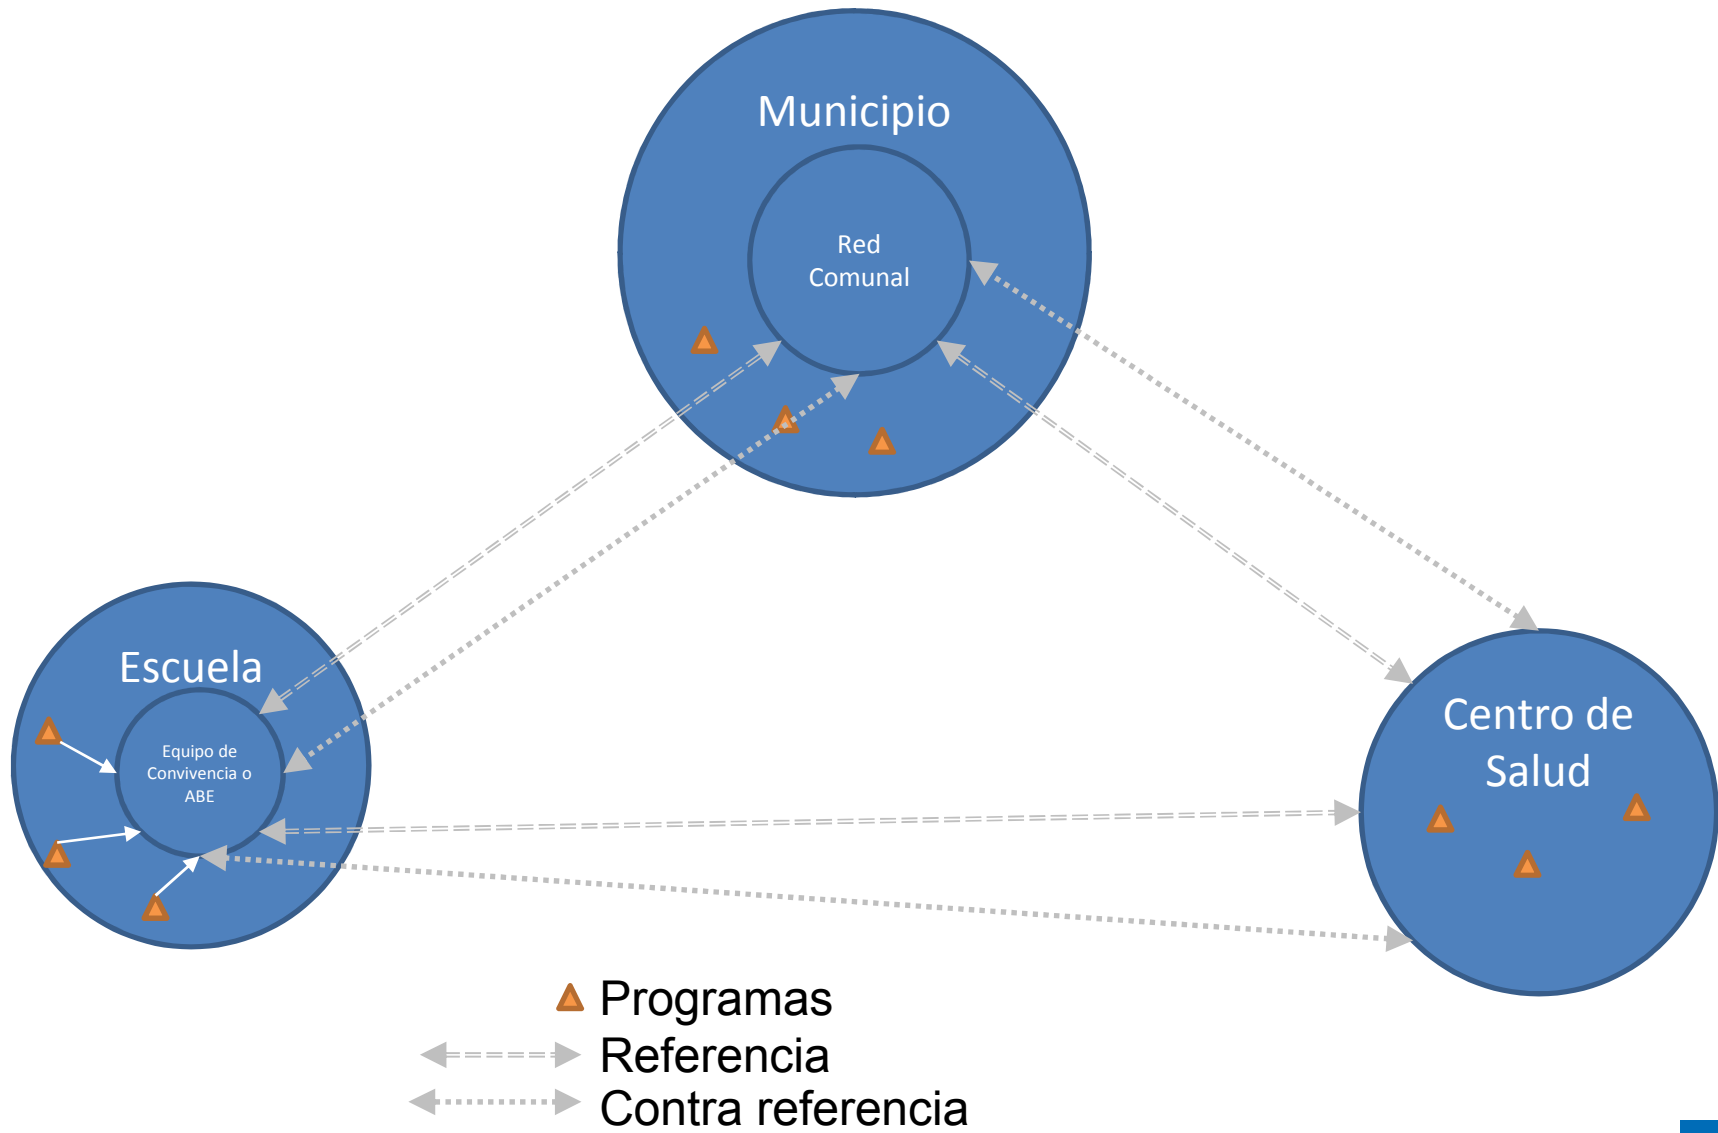 Municipio
Red
Comunal
Escuela
Equipo de
Convivencia o
ABE
Centro de
Salud
Programas
Referencia
Contra referencia